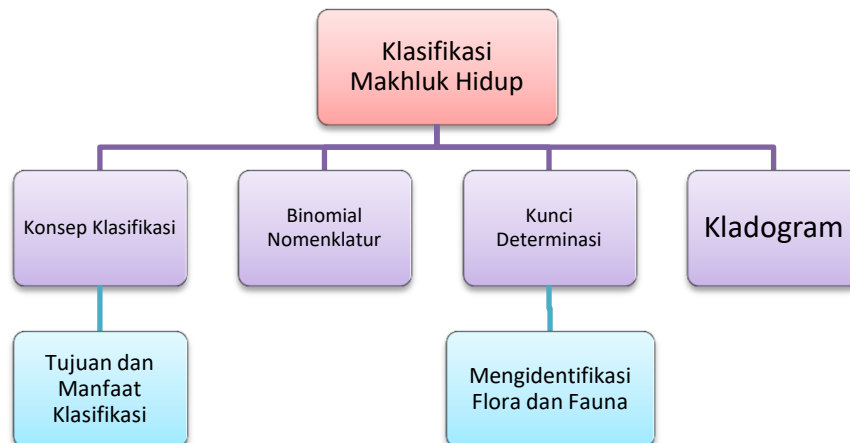 Klasifikasi
Makhluk Hidup
Konsep Klasifikasi
Binomial
Nomenklatur
Kunci
Determinasi
Kladogram
Tujuan dan
Manfaat
Klasifikasi
Mengidentifikasi
Flora dan Fauna